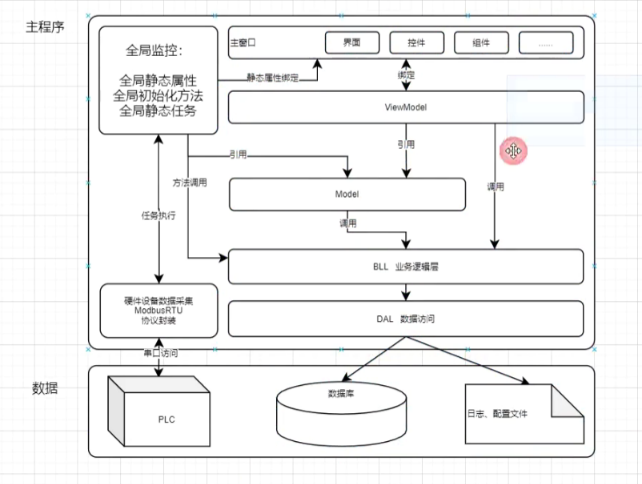 主程序
全局监控：
全局静态属性
全局初始化方法
全局静态任务
主窗口
界面
控件
组件
......
静态属性绑定
绑定
ViewModel
引用
引用
方法调用
调用
Model
任务执行
调用
BLL 业务逻辑层
硬件设备数据采集
ModbusRTU
协议封装
DAL 数据访问
串口访问
数据
PLC
数据库
日志、配置文件